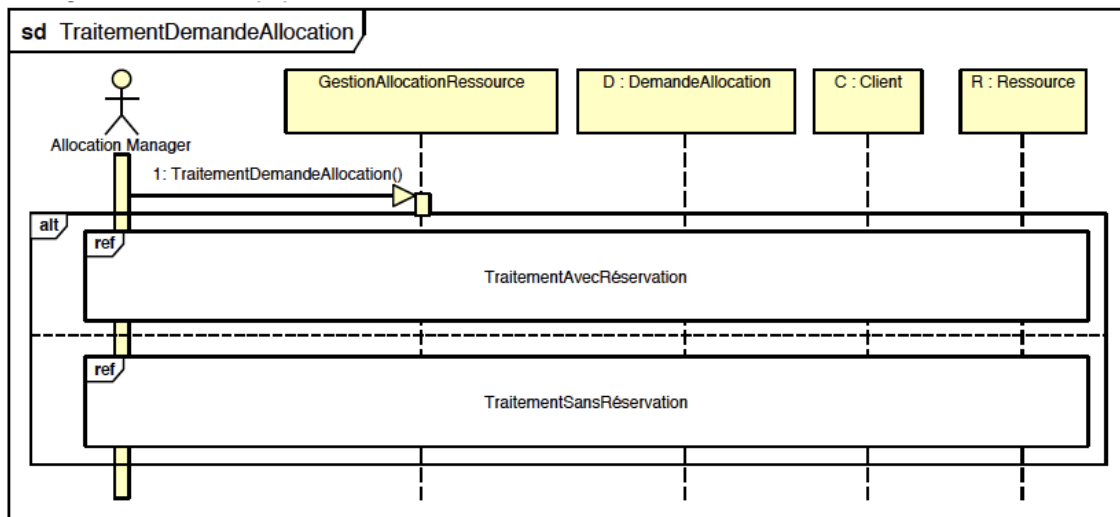 sd TraitementDemandeAllocation
GestionAllocationRessource
D : DemandeAllocation
C : Client
R : Ressource
Allocation Manager
1: TraitementDemandeAllocation()
alt
ref
TraitementAvecRéservation
ref
TraitementSansRéservation